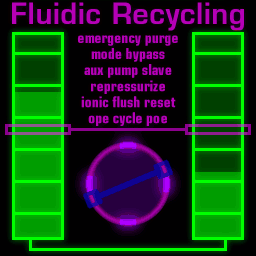 Fluidic Recycling
emergency purge
mode bypass
aux pump slave
repressurize
ionic flush reset
ope cycle poe